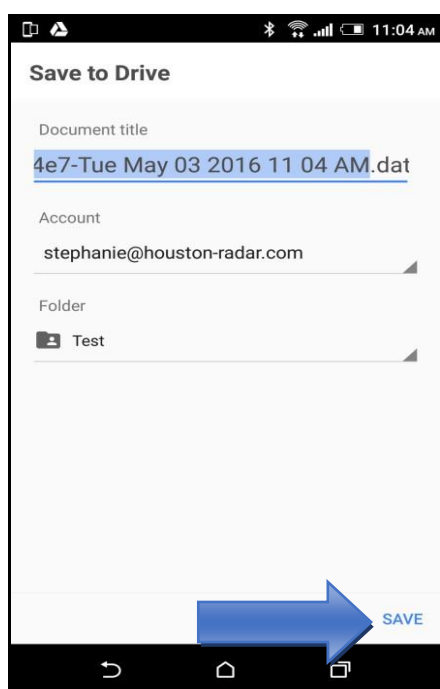 11:04 AM
Save to Drive
Document title
4e7-Tue May 03 2016 11 04 AM.dat
Account
stephanie@houston-radar.com
Folder
Test
SAVE